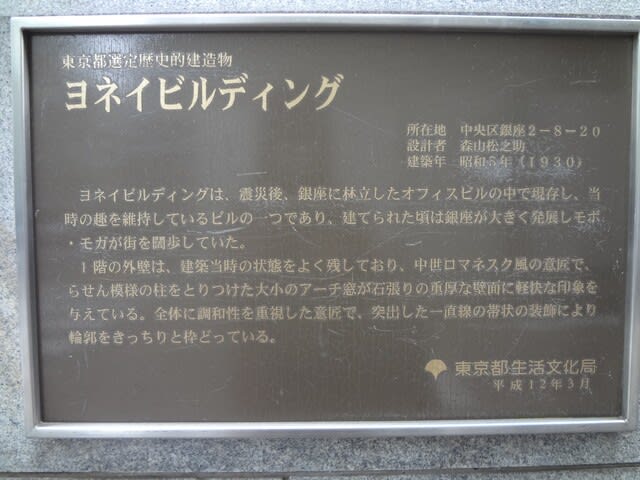 東京都選定歴史的建造物
ヨネイビルディング
所在地 中央区銀座2-8-20
設計者 森山松之助
建築年 昭和5年(1930)
ヨネイビルディングは、震災後、銀座に林立したオフィスビルの中で現存し、当
時の趣を維持しているビルの一つであり、建てられた頃は銀座が大きく発展しモボ
・モガが街を闊歩していた。
1階の外壁は、建築当時の状態をよく残しており、中世ロマネスク風の意匠で、
らせん模様の柱をとりつけた大小のアーチ窓が石張りの重厚な壁面に軽快な印象を
与えている。全体に調和性を重視した意匠で、突出した一直線の帯状の装飾により
輪郭をきっちりと枠どっている。
東京都生活文化局
平成12年3月